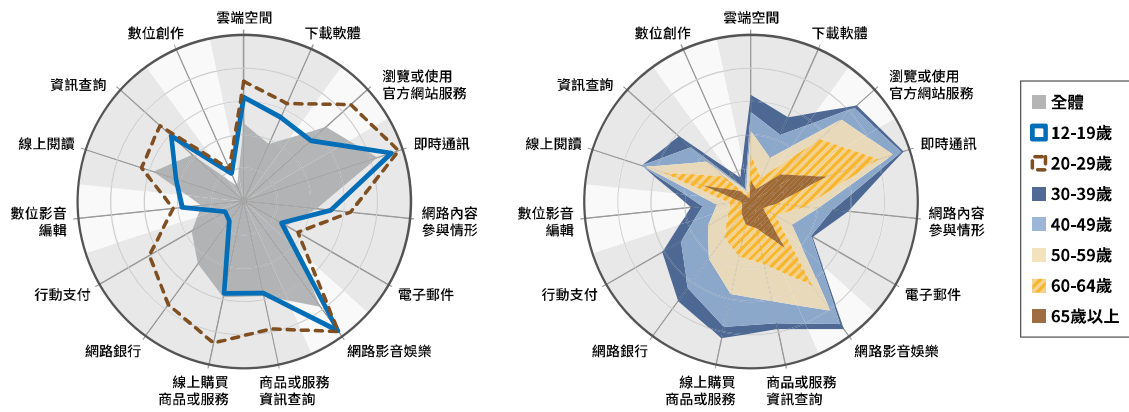 雲端空間
下載軟體
瀏覽或使用
官方網站服務
即時通訊
網路內容
參與情形
電子郵件
網路影音娛樂
商品或服務
資訊查詢
線上購買
商品或服務
網路銀行
行動支付
數位影音
編輯
線上閱讀
資訊查詢
數位創作
雲端空間
下載軟體
瀏覽或使用
官方網站服務
即時通訊
網路內容
參與情形
電子郵件
網路影音娛樂
商品或服務
資訊查詢
線上購買
商品或服務
網路銀行
行動支付
數位影音
編輯
線上閱讀
資訊查詢
數位創作
全體
12-19歲
20-29歲
30-39歲
40-49歲
50-59歲
60-64歲
65歲以上